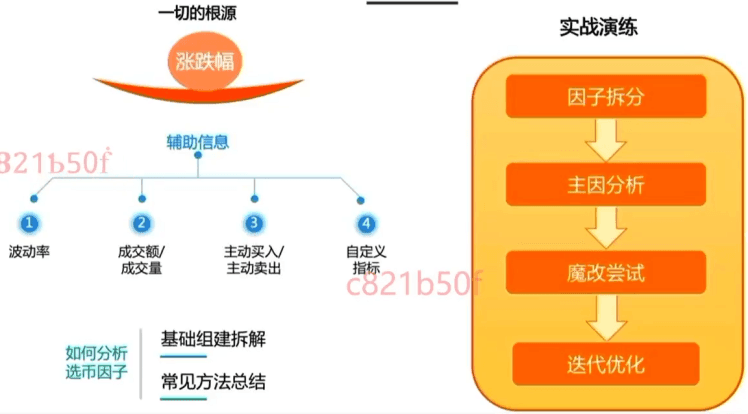 一切的根源
涨跌幅
辅助信息
821b50f
1
2
3
4
波动率
成交额/
成交量
主动买入/
主动卖出
自定义
指标
c821b50f
如何分析
选币因子
基础组建拆解
常见方法总结
实战演练
因子拆分
主因分析
魔改尝试
迭代优化